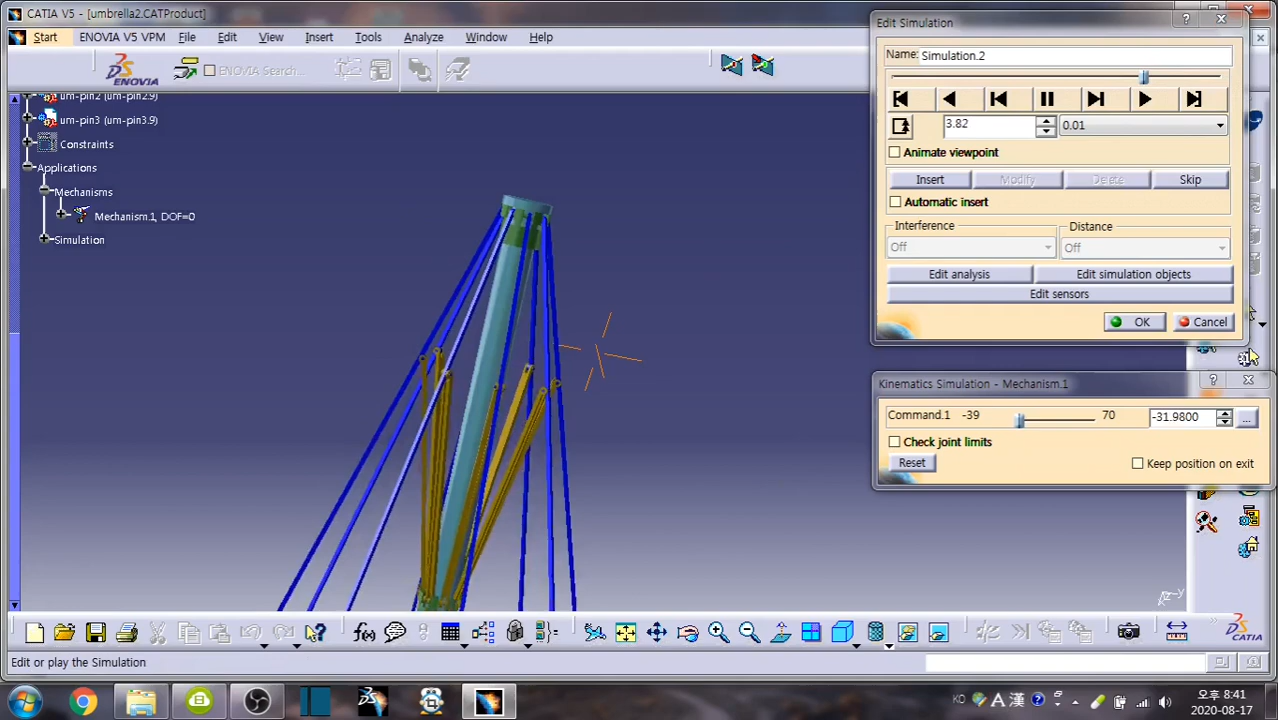 CATIA V5 - [umbrella2.CATProduct]
Start ENOVIA V5 VPM File Edit View Insert Tools Analyze Window Help
ENOVIA
ENOVIA Search...
um-pin2 (um-pin2.9)
um-pin3 (um-pin3.9)
Constraints
Applications
Mechanisms
Mechanism.1, DOF=0
Simulation
Edit Simulation
Name: Simulation.2
3.82 0.01
Animate viewpoint
Insert Modify Delete Skip
Automatic insert
Interference Distance
Off Off
Edit analysis Edit simulation objects
Edit sensors
OK Cancel
Kinematics Simulation - Mechanism.1
Command.1 -39 70 -31.9800 ...
Check joint limits
Reset Keep position on exit
f(x)
CATIA
Edit or play the Simulation
KO A 漢
오후 8:41
2020-08-17